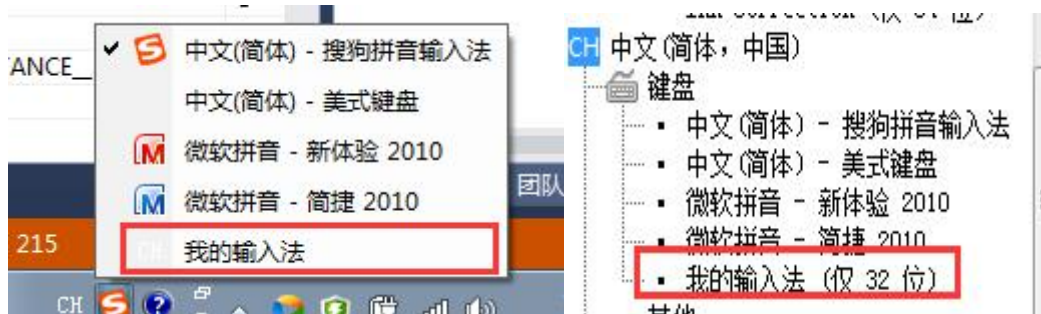 ANCE_
中文(简体) - 搜狗拼音输入法
中文(简体) - 美式键盘
微软拼音 - 新体验 2010
微软拼音 - 简捷 2010
我的输入法
团队
215
CH
CH 中文(简体，中国)
键盘
中文(简体) - 搜狗拼音输入法
中文(简体) - 美式键盘
微软拼音 - 新体验 2010
微软拼音 - 简捷 2010
我的输入法 (仅 32 位)
其他